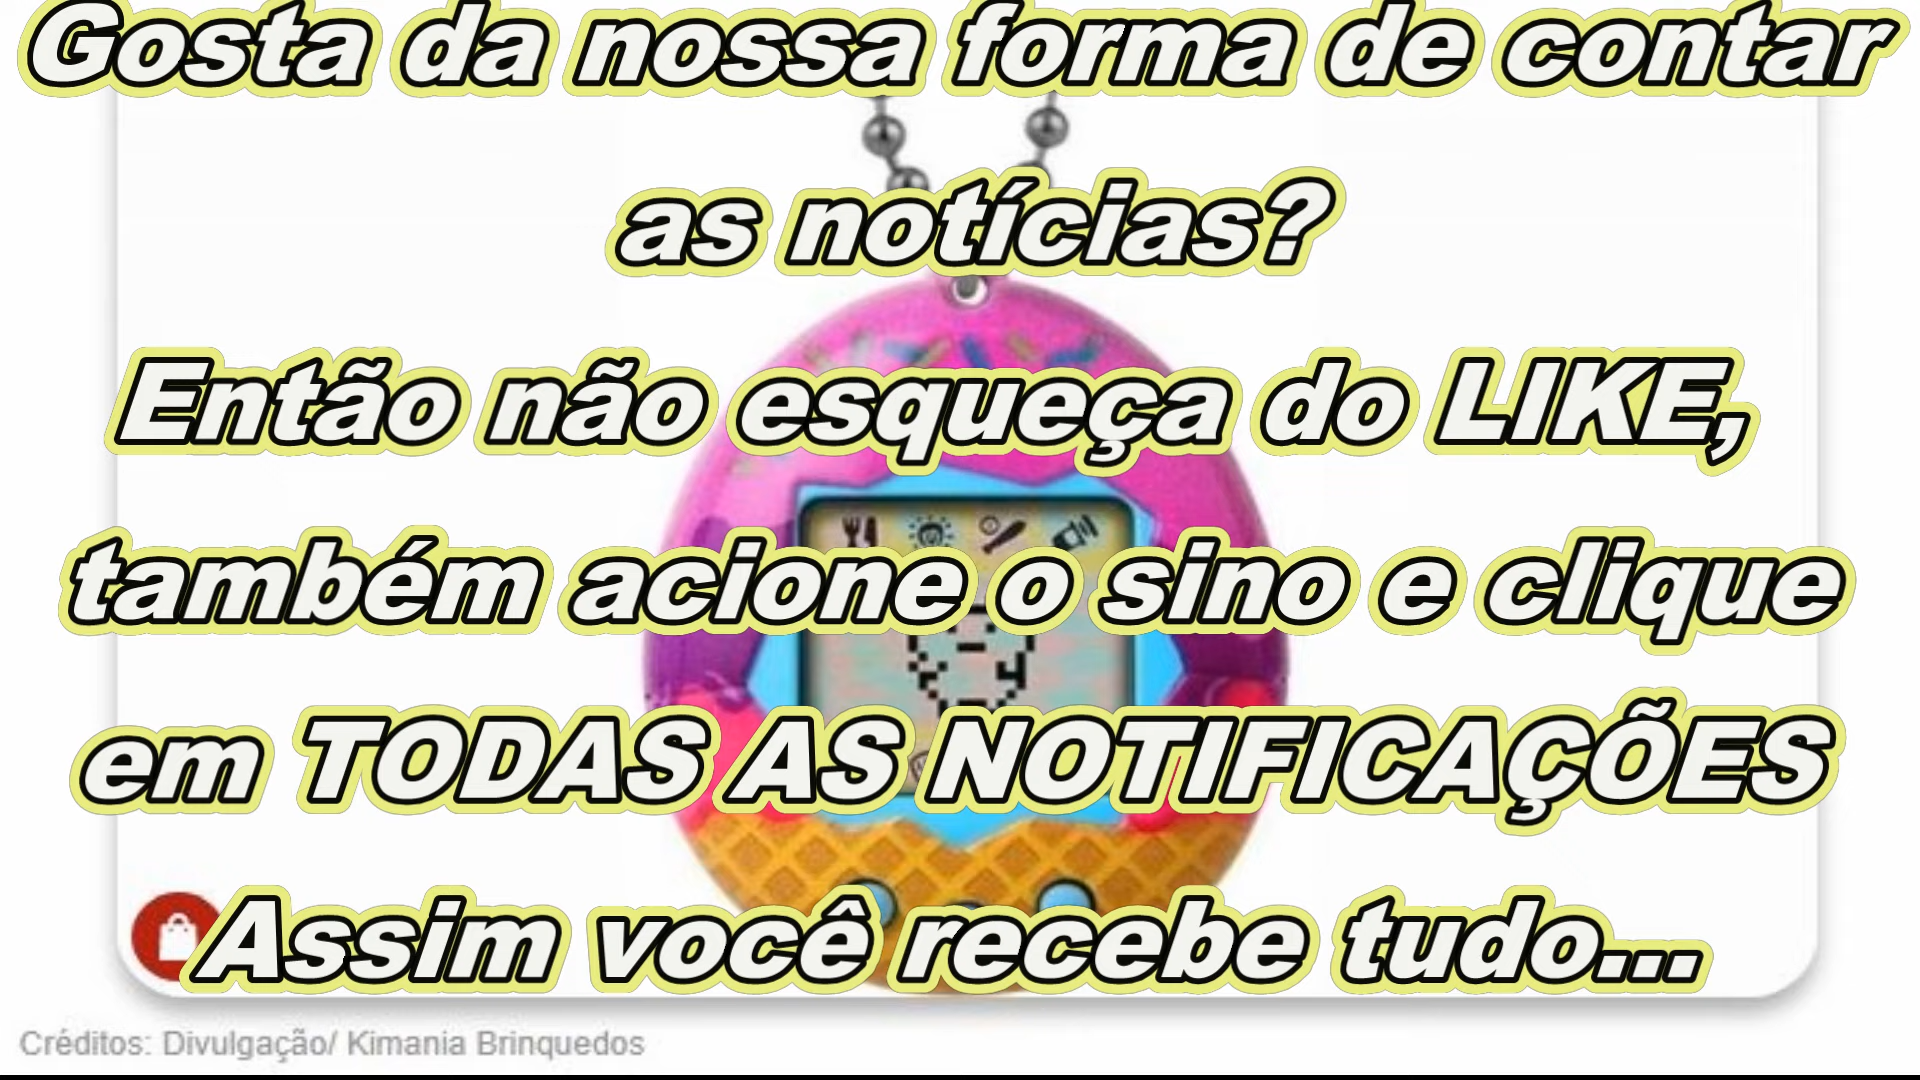 Gosta da nossa forma de contar
as notícias?
Então não esqueça do LIKE,
também acione o sino e clique
em TODAS AS NOTIFICAÇÕES
Assim você recebe tudo...
Créditos: Divulgação/ Kimania Brinquedos